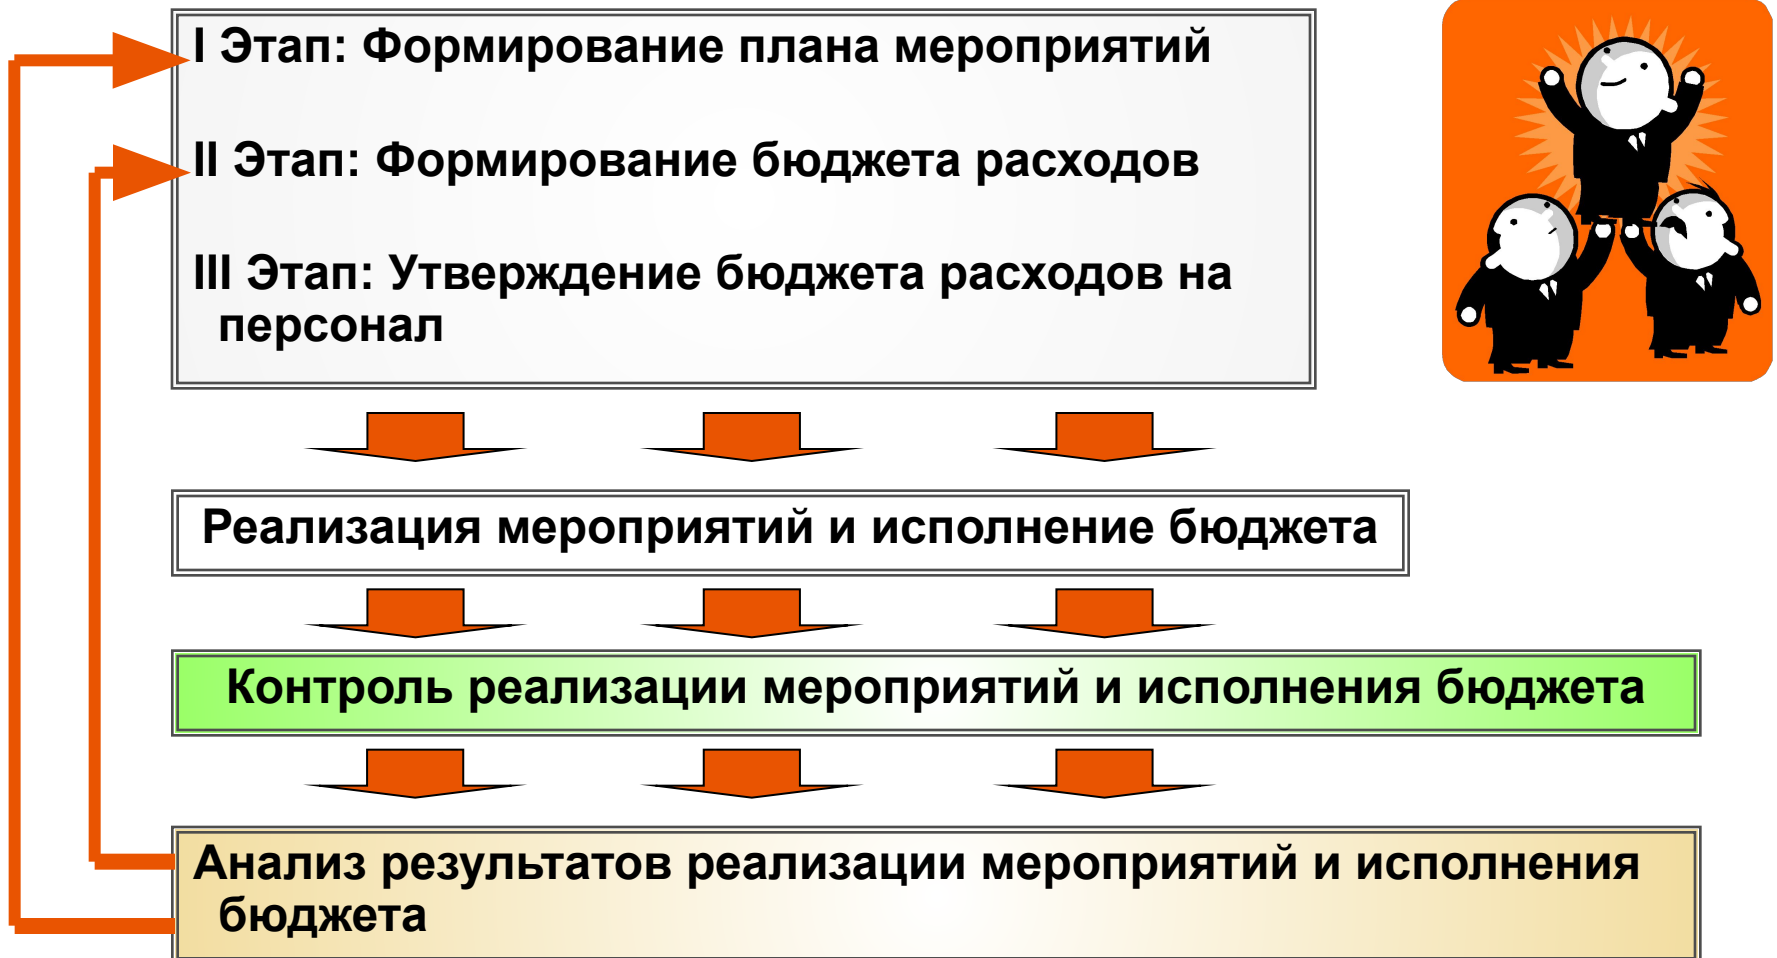 I Этап: Формирование плана мероприятий
II Этап: Формирование бюджета расходов
III Этап: Утверждение бюджета расходов на
персонал
Реализация мероприятий и исполнение бюджета
Контроль реализации мероприятий и исполнения бюджета
Анализ результатов реализации мероприятий и исполнения
бюджета